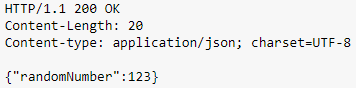 HTTP/1.1 200 OK
Content-Length: 20
Content-type: application/json; charset=UTF-8

{"randomNumber":123}